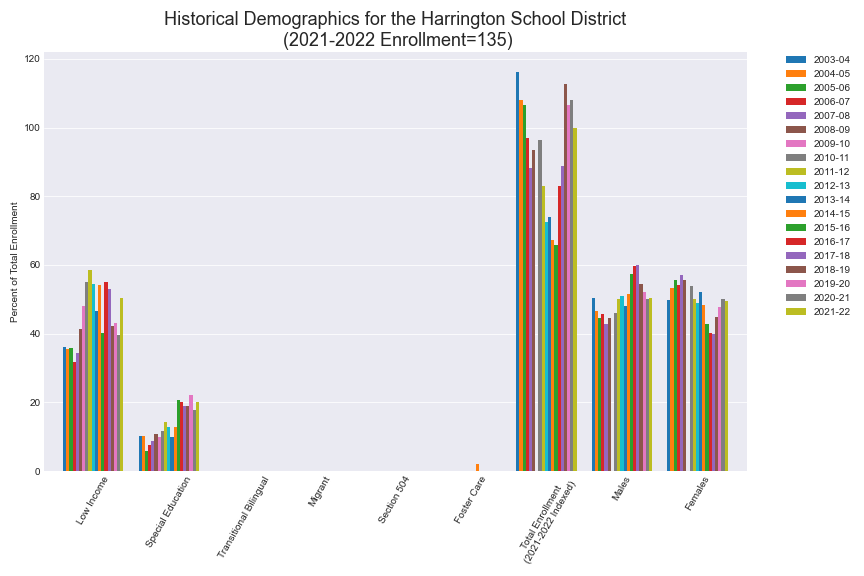 Historical Demographics for the Harrington School District
(2021-2022 Enrollment=135)
Percent of Total Enrollment
120
100
80
60
40
20
0
Low Income
Special Education
Transitional Bilingual
Migrant
Section 504
Foster Care
Total Enrollment
(2021-2022 Indexed)
Males
Females
2003-04
2004-05
2005-06
2006-07
2007-08
2008-09
2009-10
2010-11
2011-12
2012-13
2013-14
2014-15
2015-16
2016-17
2017-18
2018-19
2019-20
2020-21
2021-22